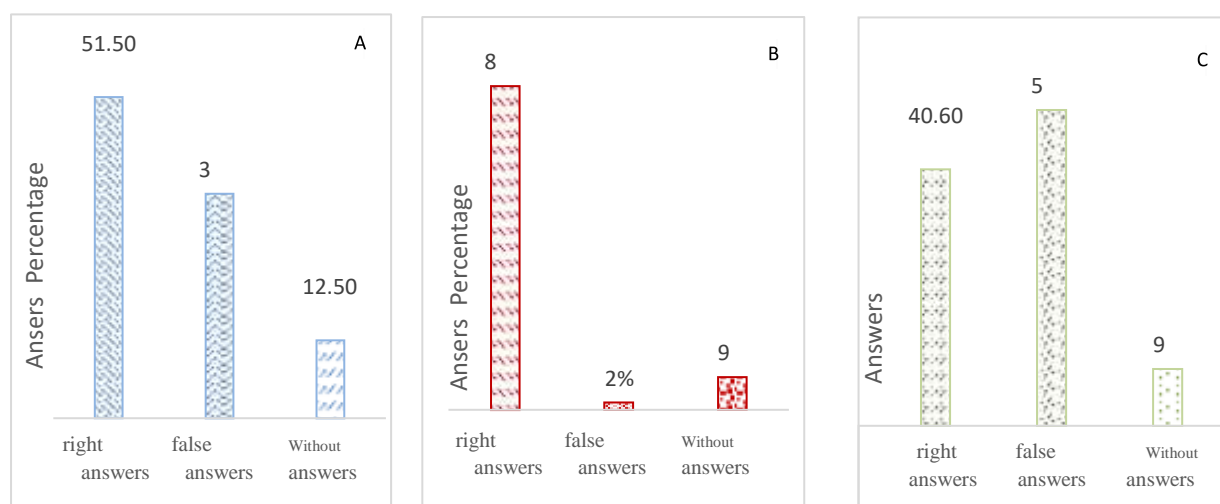 A
51.50
3
12.50
Ansers Percentage
right answers
false answers
Without answers
B
8
2%
9
Ansers Percentage
right answers
false answers
Without answers
C
40.60
5
9
Answers
right answers
false answers
Without answers